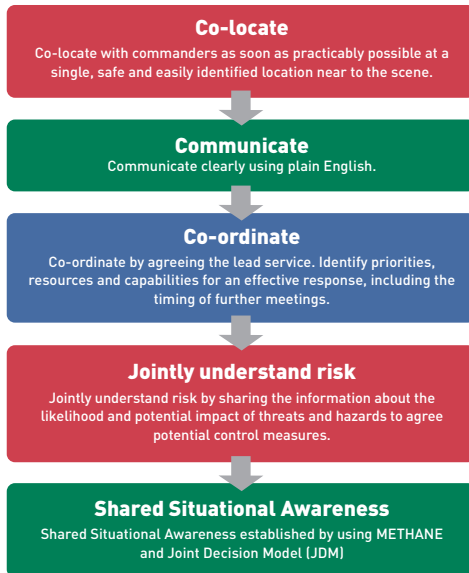 Co-locate
Co-locate with commanders as soon as practicably possible at a
single, safe and easily identified location near to the scene.
Communicate
Communicate clearly using plain English.
Co-ordinate
Co-ordinate by agreeing the lead service. Identify priorities,
resources and capabilities for an effective response, including the
timing of further meetings.
Jointly understand risk
Jointly understand risk by sharing the information about the
likelihood and potential impact of threats and hazards to agree
potential control measures.
Shared Situational Awareness
Shared Situational Awareness established by using METHANE
and Joint Decision Model (JDM)